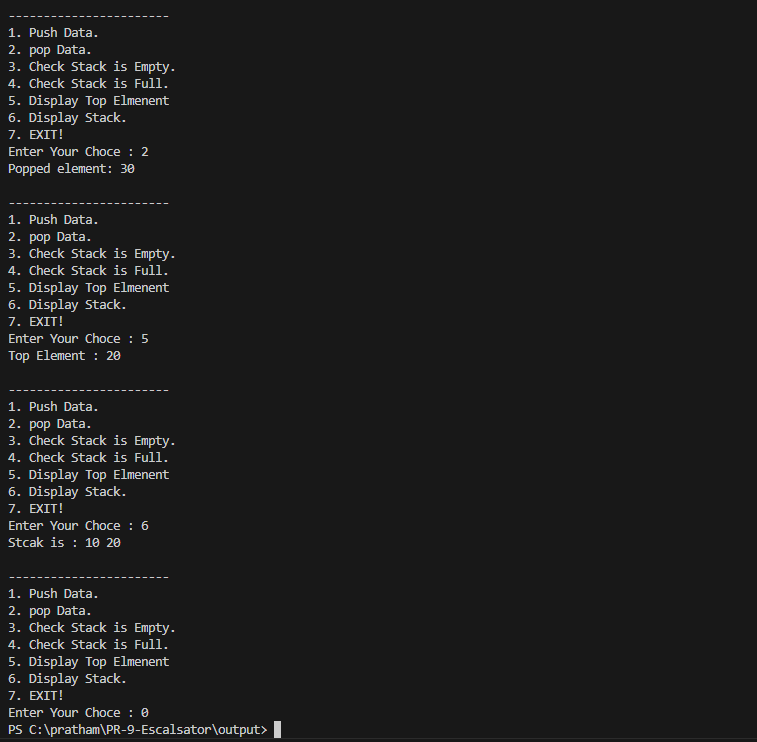 -----------------------
1. Push Data.
2. pop Data.
3. Check Stack is Empty.
4. Check Stack is Full.
5. Display Top Elmenent
6. Display Stack.
7. EXIT!
Enter Your Choce : 2
Popped element: 30
-----------------------
1. Push Data.
2. pop Data.
3. Check Stack is Empty.
4. Check Stack is Full.
5. Display Top Elmenent
6. Display Stack.
7. EXIT!
Enter Your Choce : 5
Top Element : 20
-----------------------
1. Push Data.
2. pop Data.
3. Check Stack is Empty.
4. Check Stack is Full.
5. Display Top Elmenent
6. Display Stack.
7. EXIT!
Enter Your Choce : 6
Stcak is : 10 20
-----------------------
1. Push Data.
2. pop Data.
3. Check Stack is Empty.
4. Check Stack is Full.
5. Display Top Elmenent
6. Display Stack.
7. EXIT!
Enter Your Choce : 0
PS C:\pratham\PR-9-Escalsator\output>